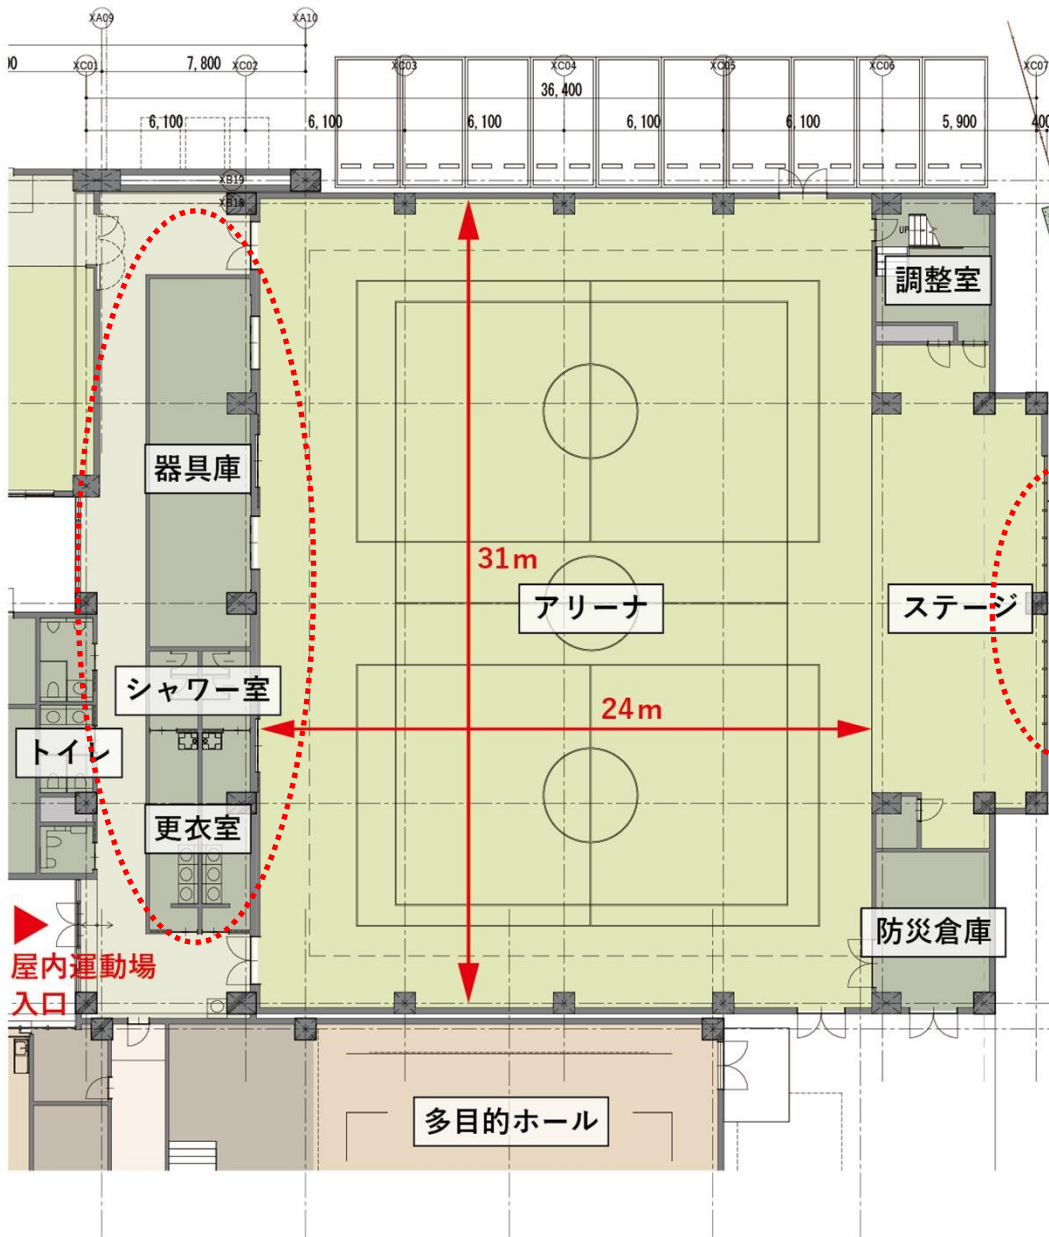 XA09
XA10
7,800
XC01
XC02
XC03
XC04
XC05
XC06
XC07
36,400
6,100
6,100
6,100
6,100
6,100
5,900
400
XB19
XB18
UP
調整室
器具庫
31m
アリーナ
ステージ
シャワー室
24m
トイレ
更衣室
防災倉庫
屋内運動場
入口
多目的ホール